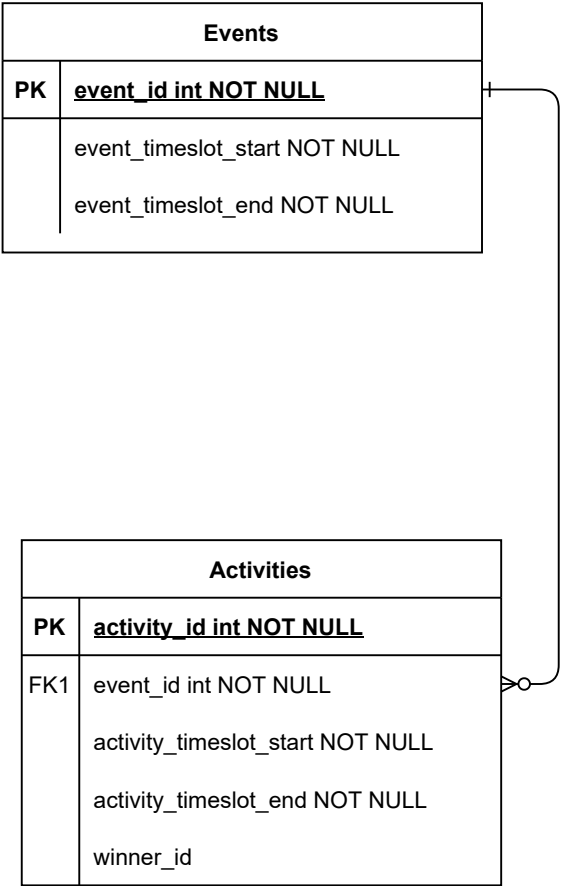 Events
PK event_id int NOT NULL
event_timeslot_start NOT NULL
event_timeslot_end NOT NULL
Activities
PK activity_id int NOT NULL
FK1 event_id int NOT NULL
activity_timeslot_start NOT NULL
activity_timeslot_end NOT NULL
winner_id